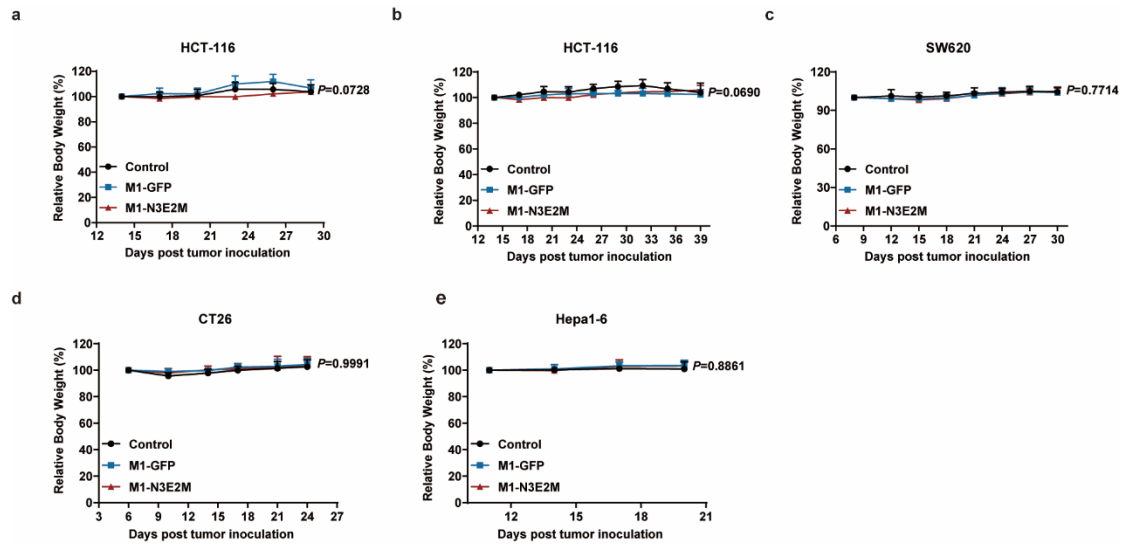 a
HCT-116
Relative Body Weight (%)
120
100
80
60
40
20
0
P=0.0728
Control
M1-GFP
M1-N3E2M
12 15 18 21 24 27 30
Days post tumor inoculation
b
HCT-116
Relative Body Weight (%)
120
100
80
60
40
20
0
P=0.0690
Control
M1-GFP
M1-N3E2M
12 15 18 21 24 27 30 33 36 39
Days post tumor inoculation
c
SW620
Relative Body Weight (%)
120
90
60
30
0
P=0.7714
Control
M1-GFP
M1-N3E2M
6 9 12 15 18 21 24 27 30
Days post tumor inoculation
d
CT26
Relative Body Weight (%)
120
100
80
60
40
20
0
P=0.9991
Control
M1-GFP
M1-N3E2M
3 6 9 12 15 18 21 24 27
Days post tumor inoculation
e
Hepa1-6
Relative Body Weight (%)
120
100
80
60
40
20
0
P=0.8861
Control
M1-GFP
M1-N3E2M
12 15 18 21
Days post tumor inoculation